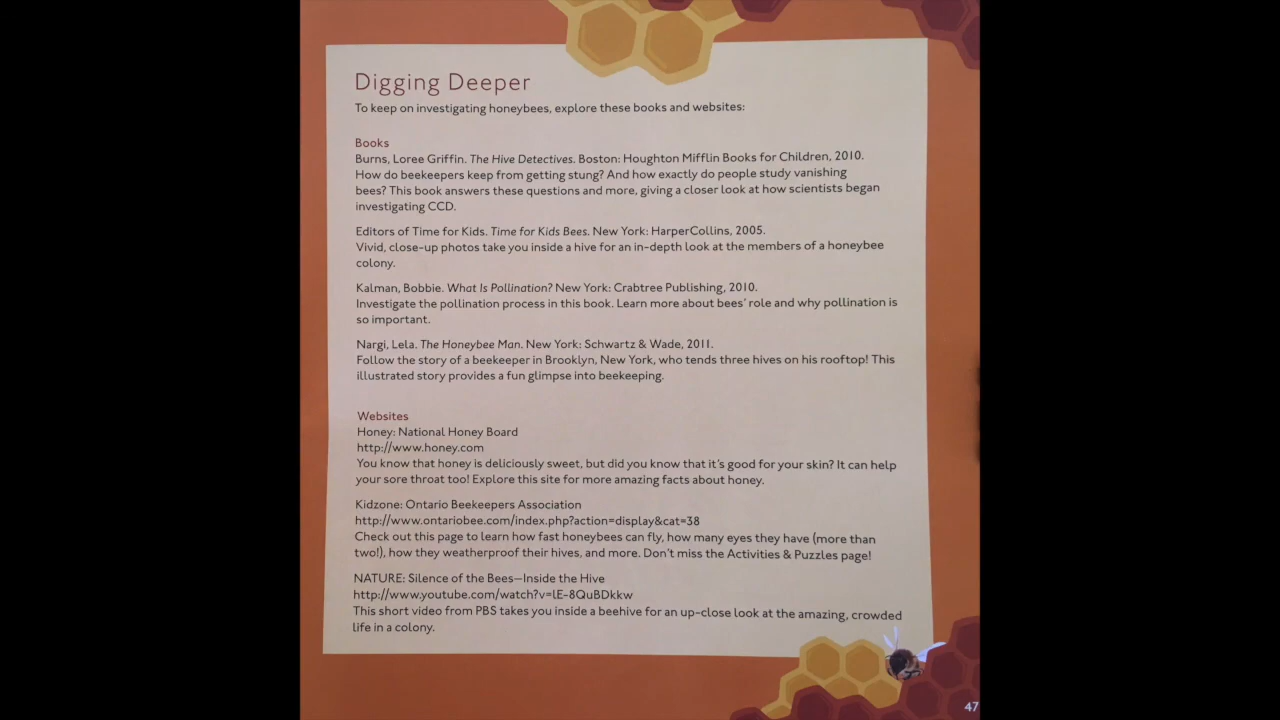 Digging Deeper
To keep on investigating honeybees, explore these books and websites:
Books
Burns, Loree Griffin. The Hive Detectives. Boston: Houghton Mifflin Books for Children, 2010.
How do beekeepers keep from getting stung? And how exactly do people study vanishing
bees? This book answers these questions and more, giving a closer look at how scientists began
investigating CCD.
Editors of Time for Kids. Time for Kids Bees. New York: HarperCollins, 2005.
Vivid, close-up photos take you inside a hive for an in-depth look at the members of a honeybee
colony.
Kalman, Bobbie. What Is Pollination? New York: Crabtree Publishing, 2010.
Investigate the pollination process in this book. Learn more about bees' role and why pollination is
so important.
Nargi, Lela. The Honeybee Man. New York: Schwartz & Wade, 2011.
Follow the story of a beekeeper in Brooklyn, New York, who tends three hives on his rooftop! This
illustrated story provides a fun glimpse into beekeeping.
Websites
Honey: National Honey Board
http://www.honey.com
You know that honey is deliciously sweet, but did you know that it's good for your skin? It can help
your sore throat too! Explore this site for more amazing facts about honey.
Kidzone: Ontario Beekeepers Association
http://www.ontariobee.com/index.php?action=display&cat=38
Check out this page to learn how fast honeybees can fly, how many eyes they have (more than
two!), how they weatherproof their hives, and more. Don't miss the Activities & Puzzles page!
NATURE: Silence of the Bees—Inside the Hive
http://www.youtube.com/watch?v=lE-8QuBDkkw
This short video from PBS takes you inside a beehive for an up-close look at the amazing, crowded
life in a colony.
47